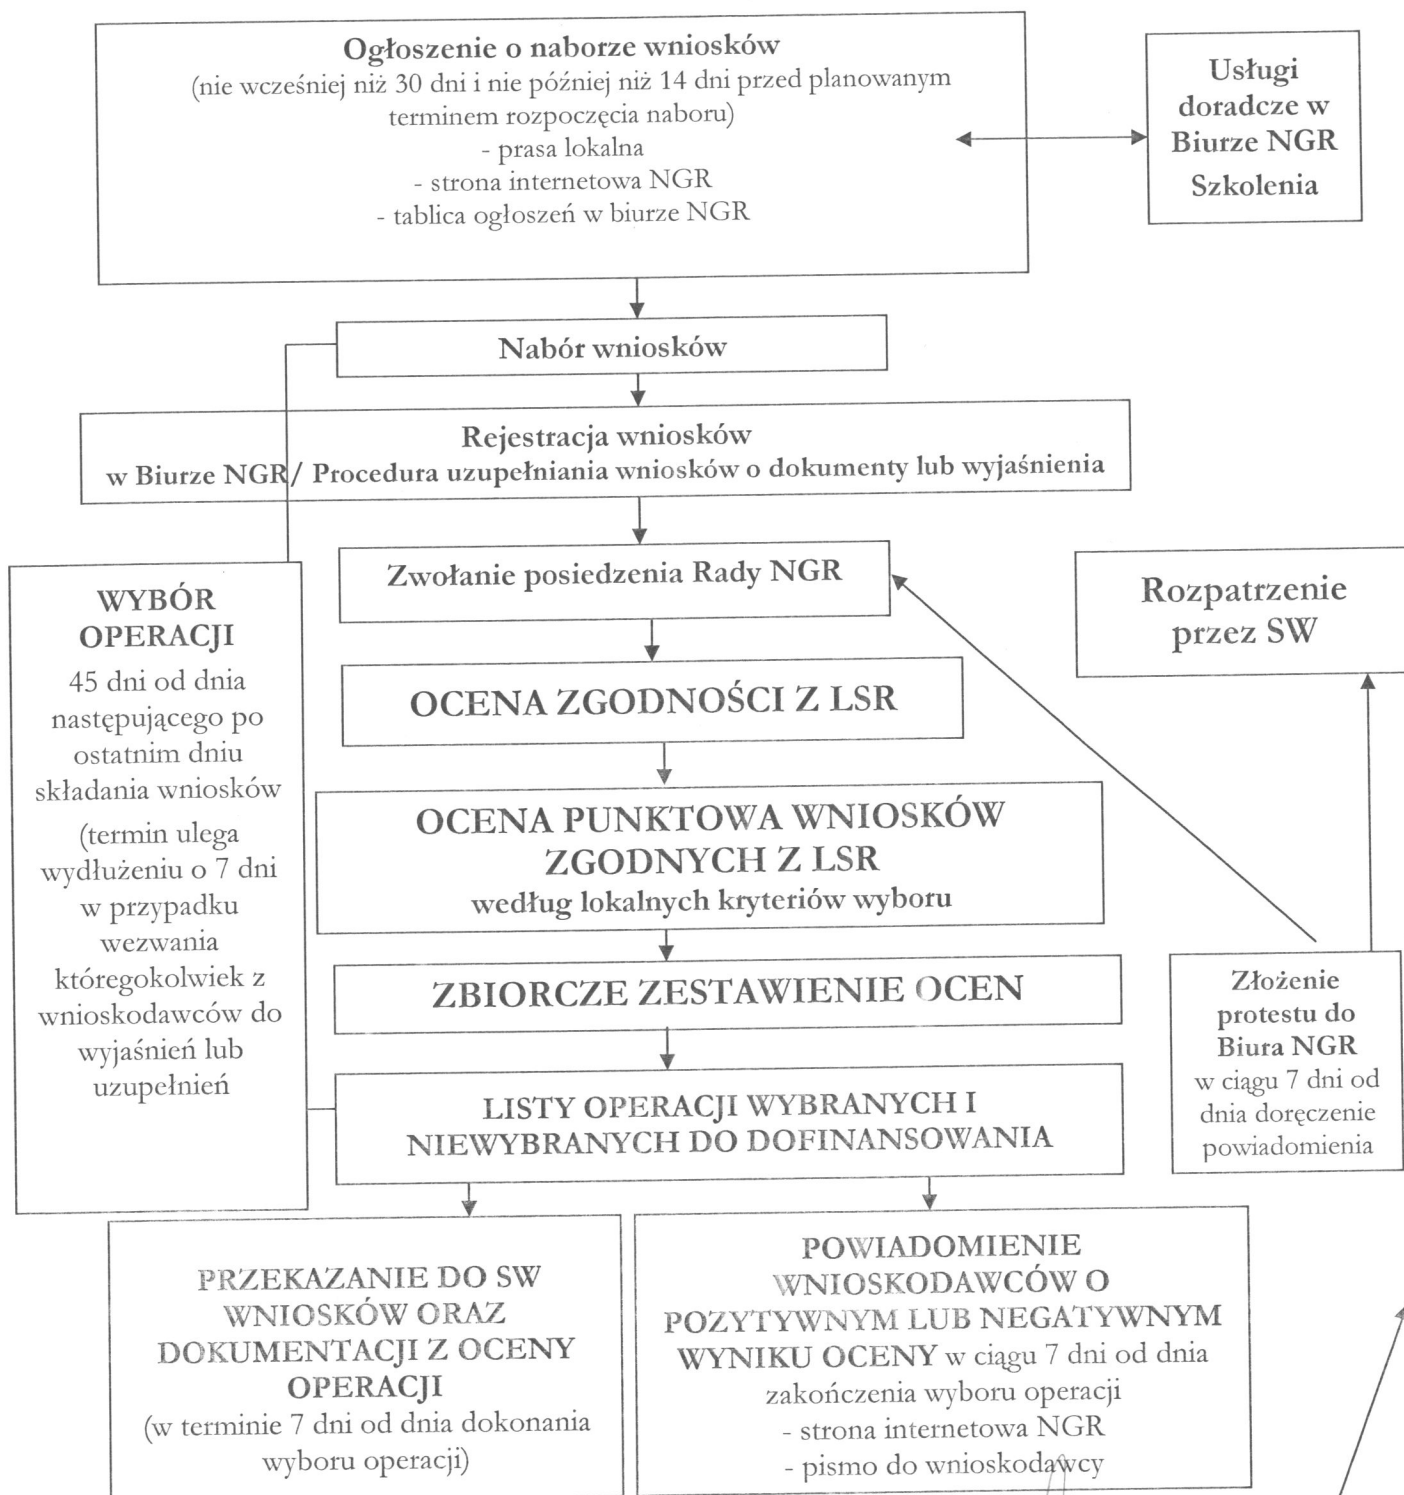 Ogłoszenie o naborze wniosków
(nie wcześniej niż 30 dni i nie później niż 14 dni przed planowanym
terminem rozpoczęcia naboru)
- prasa lokalna
- strona internetowa NGR
- tablica ogłoszeń w biurze NGR
Usługi
doradcze w
Biurze NGR
Szkolenia
Nabór wniosków
Rejestracja wniosków
w Biurze NGR/ Procedura uzupełniania wniosków o dokumenty lub wyjaśnienia
Zwołanie posiedzenia Rady NGR
Rozpatrzenie
przez SW
WYBÓR
OPERACJI
45 dni od dnia
następującego po
ostatnim dniu
składania wniosków
(termin ulega
wydłużeniu o 7 dni
w przypadku
wezwania
któregokolwiek z
wnioskodawców do
wyjaśnień lub
uzupełnień
OCENA ZGODNOŚCI Z LSR
OCENA PUNKTOWA WNIOSKÓW
ZGODNYCH Z LSR
według lokalnych kryteriów wyboru
ZBIORCZE ZESTAWIENIE OCEN
Złożenie
protestu do
Biura NGR
w ciągu 7 dni od
dnia doręczenie
powiadomienia
LISTY OPERACJI WYBRANYCH I
NIEWYBRANYCH DO DOFINANSOWANIA
PRZEKAZANIE DO SW
WNIOSKÓW ORAZ
DOKUMENTACJI Z OCENY
OPERACJI
(w terminie 7 dni od dnia dokonania
wyboru operacji)
POWIADOMIENIE
WNIOSKODAWCÓW O
POZYTYWNYM LUB NEGATYWNYM
WYNIKU OCENY w ciągu 7 dni od dnia
zakończenia wyboru operacji
- strona internetowa NGR
- pismo do wnioskodawcy